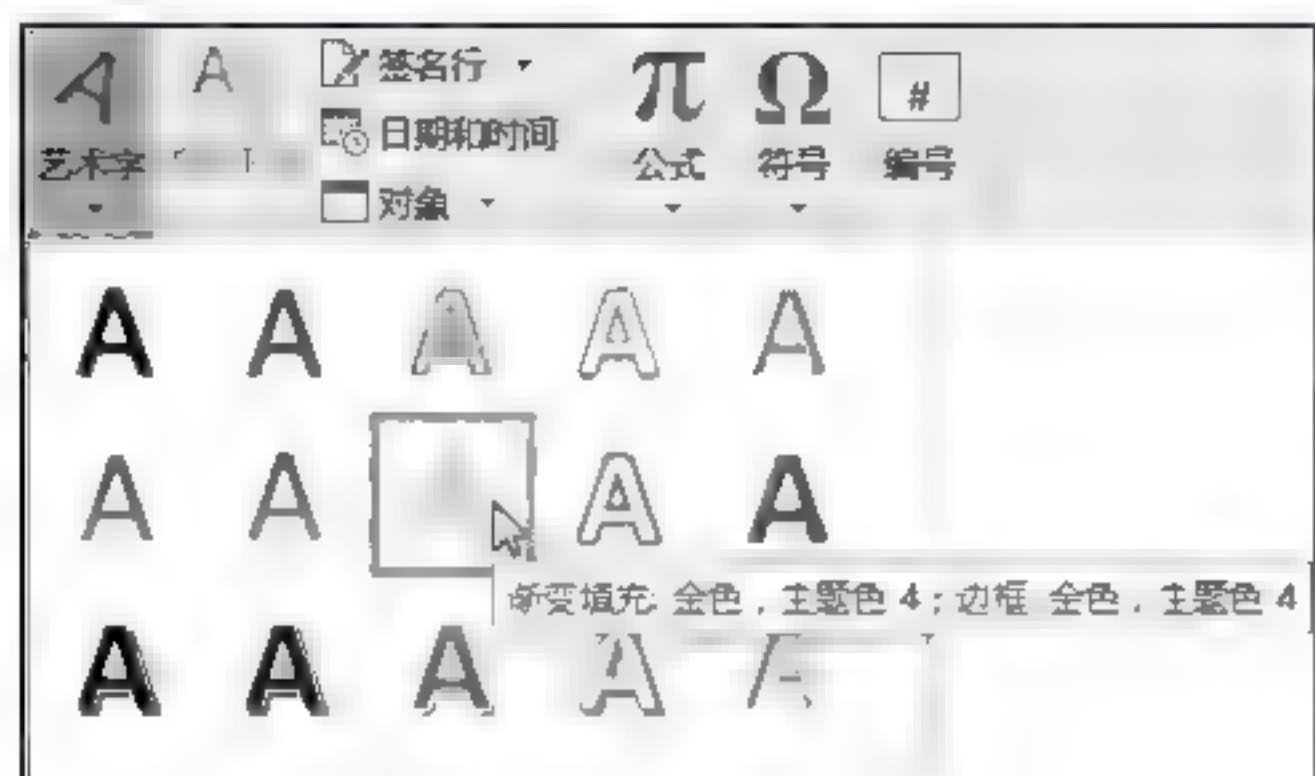 签名行
日期和时间
对象
艺术字
π
公式
Ω
符号
#
编号
A A A A A
A A A A A
渐变填充: 金色，主题色 4；边框: 金色，主题色 4
A A A A A